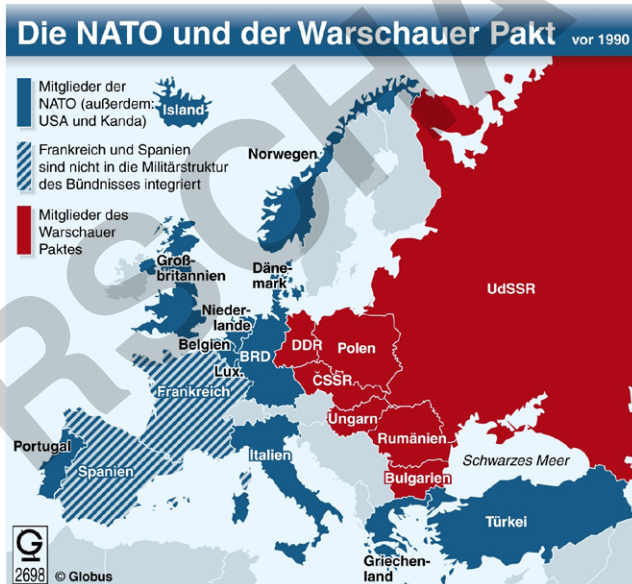 Die NATO und der Warschauer Pakt vor 1990
Mitglieder der
NATO (außerdem:
USA und Kanda)
Island
Frankreich und Spanien
sind nicht in die Militärstruktur
des Bündnisses integriert
Mitglieder des
Warschauer
Paktes
Norwegen
Groß-
britannien
Däne-
mark
UdSSR
Nieder-
lande
Belgien
BRD
DDR
Polen
Lux.
ČSSR
Frankreich
Ungarn
Rumänien
Portugal
Spanien
Italien
Schwarzes Meer
Bulgarien
Türkei
Griechen-
land
G
2698 © Globus
RSCHA